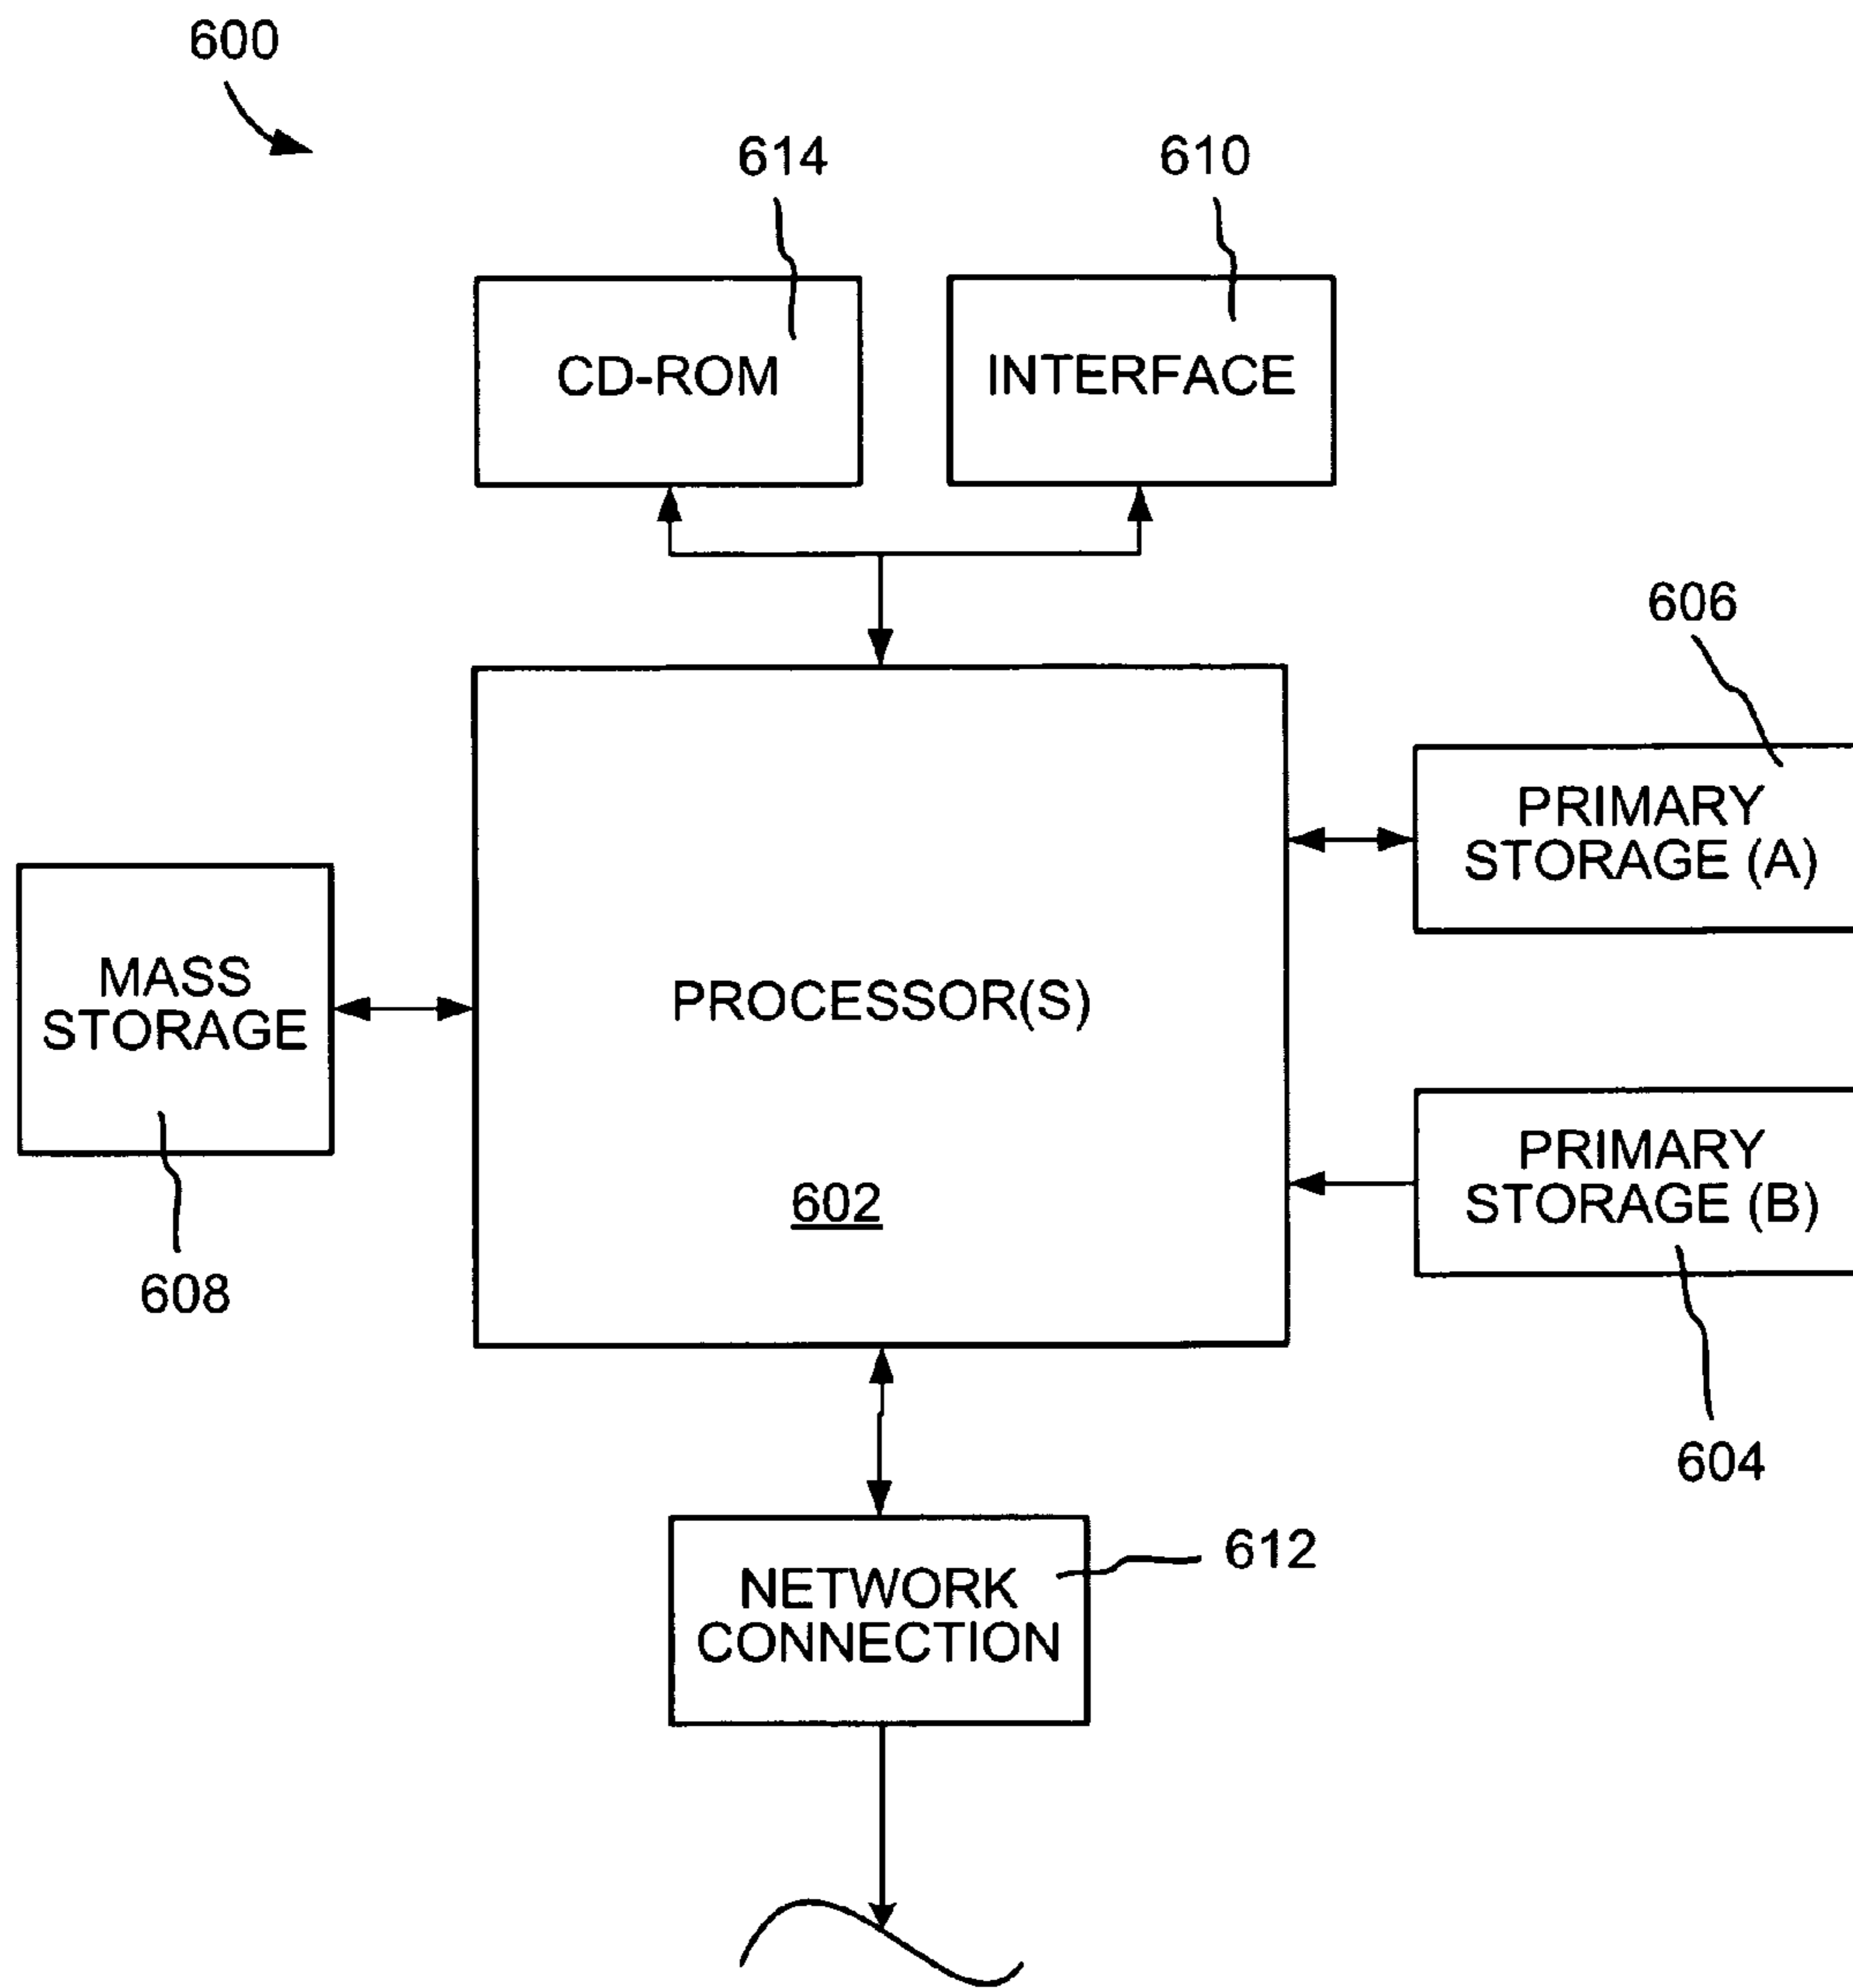 600
614
610
CD-ROM
INTERFACE
606
PRIMARY
STORAGE (A)
MASS
STORAGE
PROCESSOR(S)
PRIMARY
STORAGE (B)
602
608
604
612
NETWORK
CONNECTION